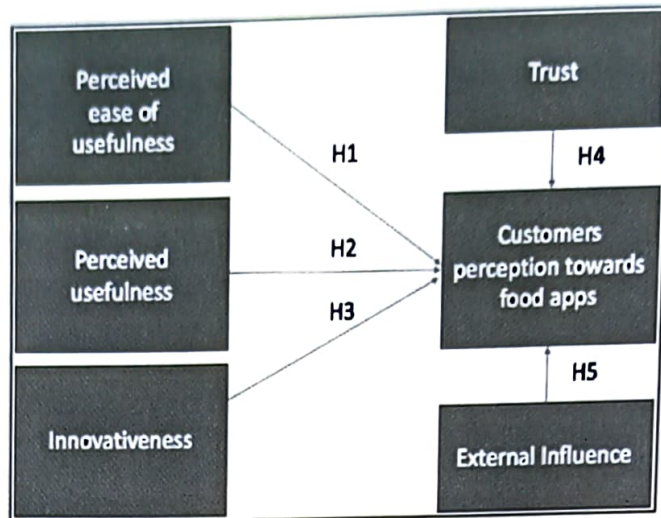 Perceived
ease of
usefulness
Trust
H1
H4
Perceived
usefulness
H2
Customers
perception towards
food apps
H3
H5
Innovativeness
External Influence